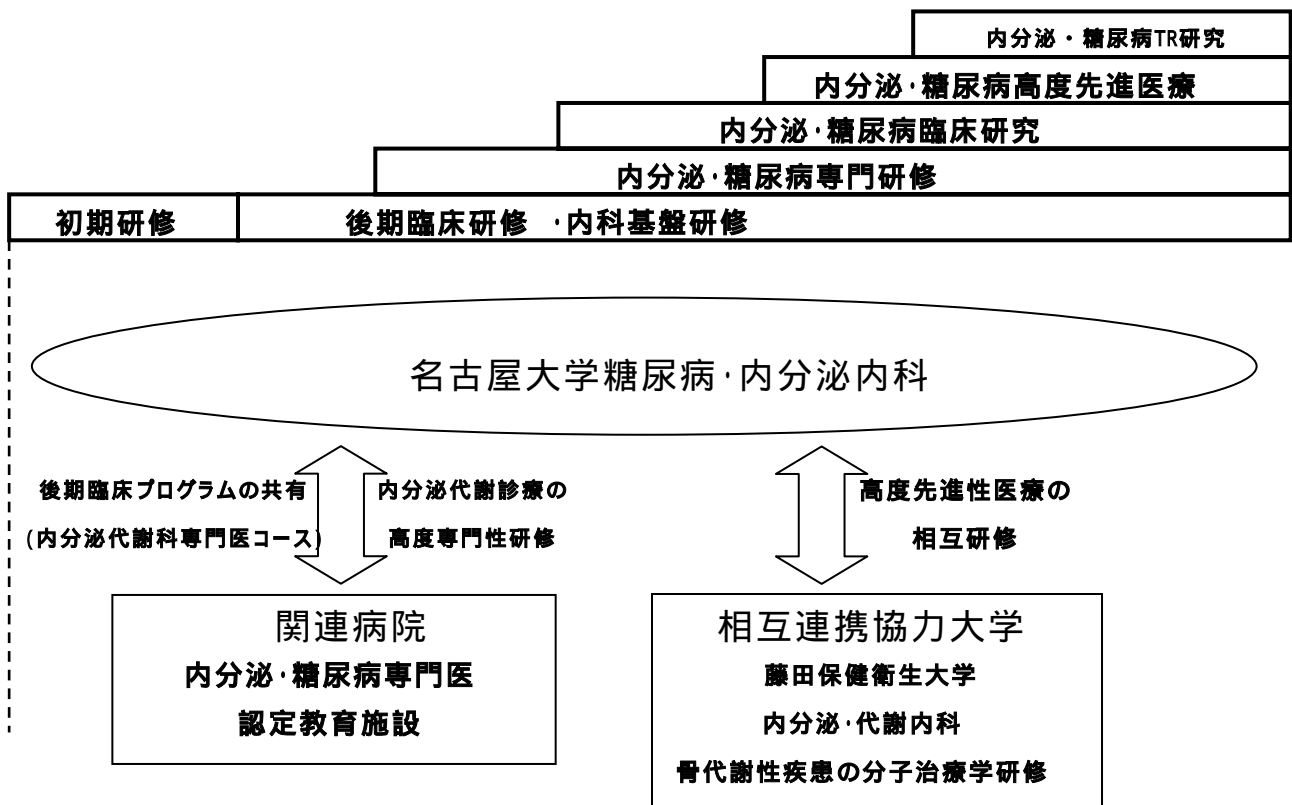 内分泌・糖尿病TR研究
内分泌・糖尿病高度先進医療
内分泌・糖尿病臨床研究
内分泌・糖尿病専門研修
初期研修
後期臨床研修 ・内科基盤研修
名古屋大学糖尿病・内分泌内科
後期臨床プログラムの共有
(内分泌代謝科専門医コース)
内分泌代謝診療の
高度専門性研修
高度先進性医療の
相互研修
関連病院
内分泌・糖尿病専門医
認定教育施設
相互連携協力大学
藤田保健衛生大学
内分泌・代謝内科
骨代謝性疾患の分子治療学研修